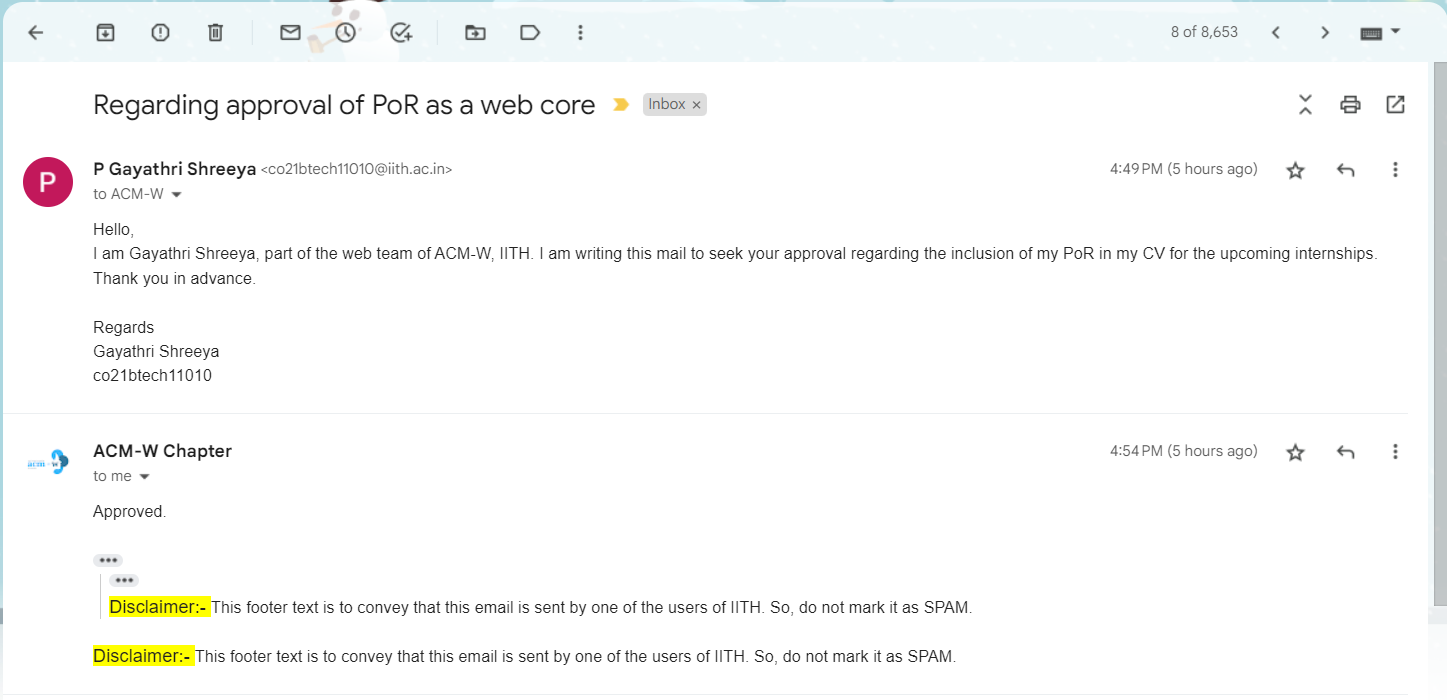 8 of 8,653
Regarding approval of PoR as a web core Inbox ×
P
P Gayathri Shreeya <co21btech11010@iith.ac.in> 4:49 PM (5 hours ago)
to ACM-W
Hello,
I am Gayathri Shreeya, part of the web team of ACM-W, IITH. I am writing this mail to seek your approval regarding the inclusion of my PoR in my CV for the upcoming internships.
Thank you in advance.
Regards
Gayathri Shreeya
co21btech11010
acm-w
ACM-W Chapter 4:54 PM (5 hours ago)
to me
Approved.
Disclaimer:- This footer text is to convey that this email is sent by one of the users of IITH. So, do not mark it as SPAM.
Disclaimer:- This footer text is to convey that this email is sent by one of the users of IITH. So, do not mark it as SPAM.